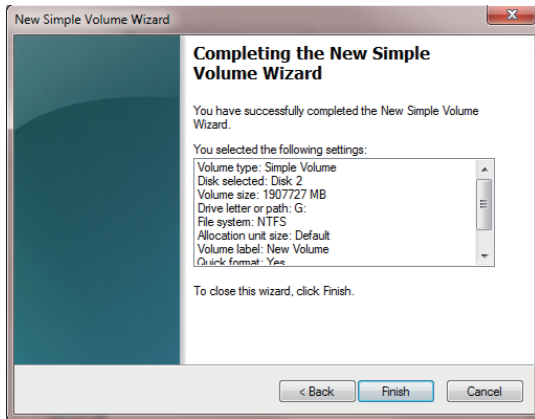 New Simple Volume Wizard
Completing the New Simple
Volume Wizard
You have successfully completed the New Simple Volume
Wizard.
You selected the following settings:
Volume type: Simple Volume
Disk selected: Disk 2
Volume size: 1907727 MB
Drive letter or path: G:
File system: NTFS
Allocation unit size: Default
Volume label: New Volume
Quick format: Yes
To close this wizard, click Finish.
< Back
Finish
Cancel